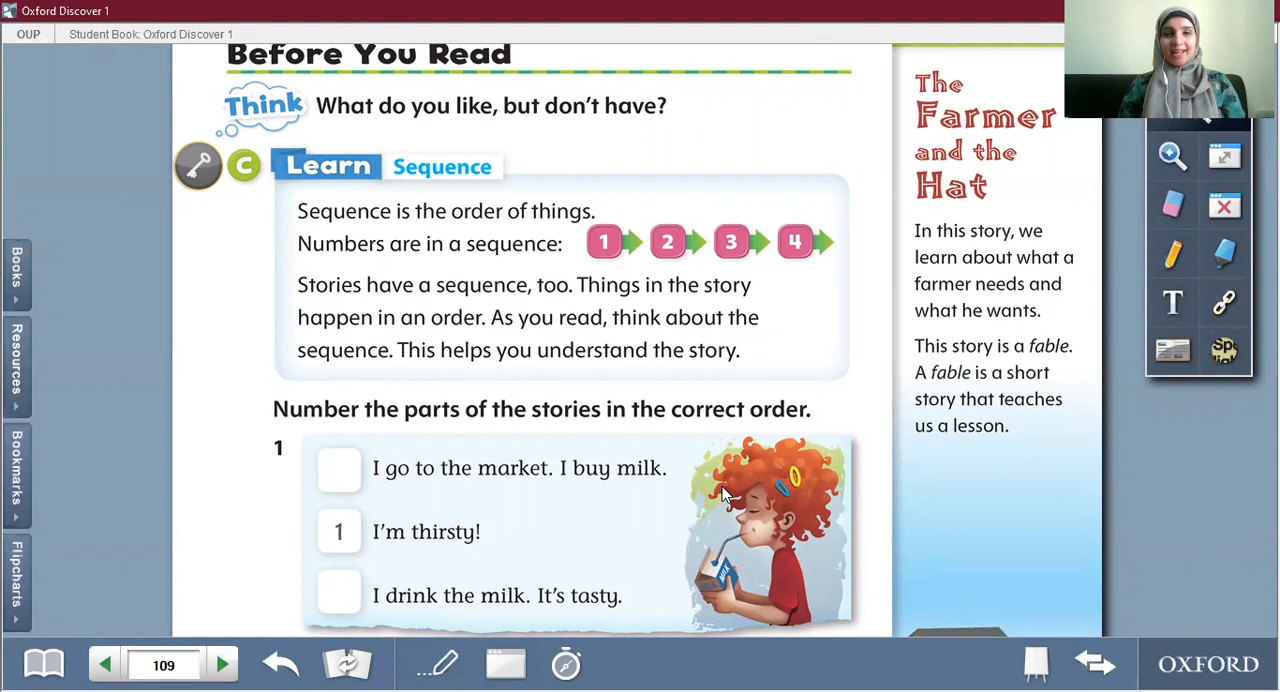 Oxford Discover 1
OUP
Student Book: Oxford Discover 1
Before You Read
Think
What do you like, but don't have?
C
Learn
Sequence
Sequence is the order of things.
Numbers are in a sequence: 1 2 3 4
Stories have a sequence, too. Things in the story
happen in an order. As you read, think about the
sequence. This helps you understand the story.
Number the parts of the stories in the correct order.
1
I go to the market. I buy milk.
1 I'm thirsty!
I drink the milk. It's tasty.
MILK
The
Farmer
and the
Hat
In this story, we
learn about what a
farmer needs and
what he wants.
This story is a fable.
A fable is a short
story that teaches
us a lesson.
Books
Resources
Bookmarks
Flipcharts
T
109
OXFORD